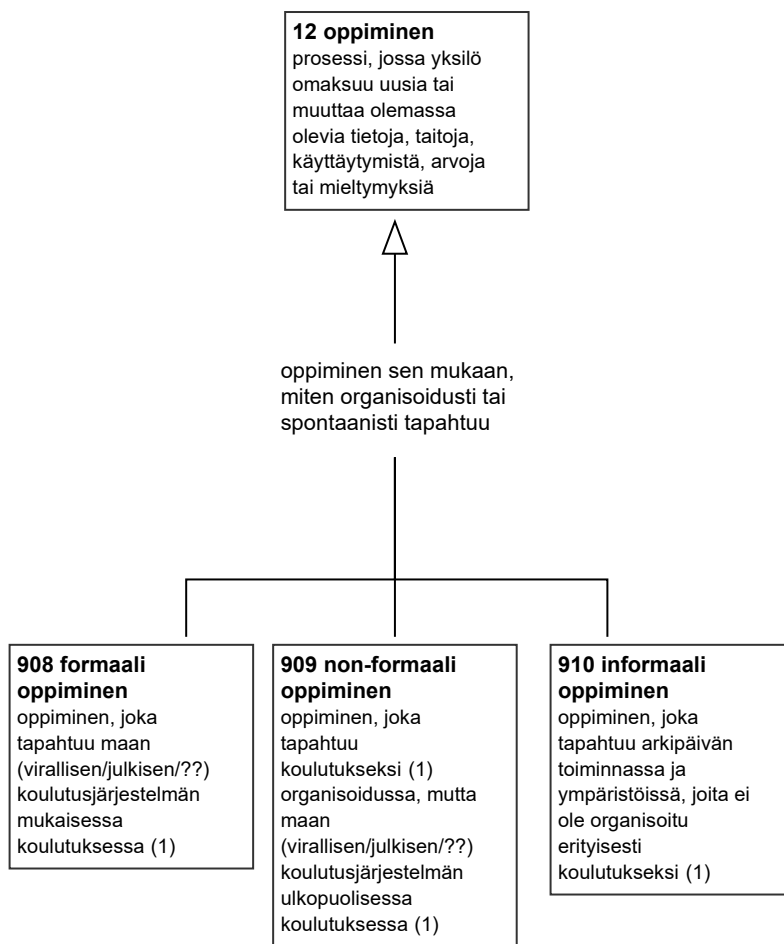 12 oppiminen
prosessi, jossa yksilö
omaksuu uusia tai
muuttaa olemassa
olevia tietoja, taitoja,
käyttäytymistä, arvoja
tai mieltymyksiä
oppiminen sen mukaan,
miten organisoidusti tai
spontaanisti tapahtuu
908 formaali
oppiminen
oppiminen, joka
tapahtuu maan
(virallisen/julkisen/??)
koulutusjärjestelmän
mukaisessa
koulutuksessa (1)
909 non-formaali
oppiminen
oppiminen, joka
tapahtuu
koulutukseksi (1)
organisoidussa, mutta
maan
(virallisen/julkisen/??)
koulutusjärjestelmän
ulkopuolisessa
koulutuksessa (1)
910 informaali
oppiminen
oppiminen, joka
tapahtuu arkipäivän
toiminnassa ja
ympäristöissä, joita ei
ole organisoitu
erityisesti
koulutukseksi (1)